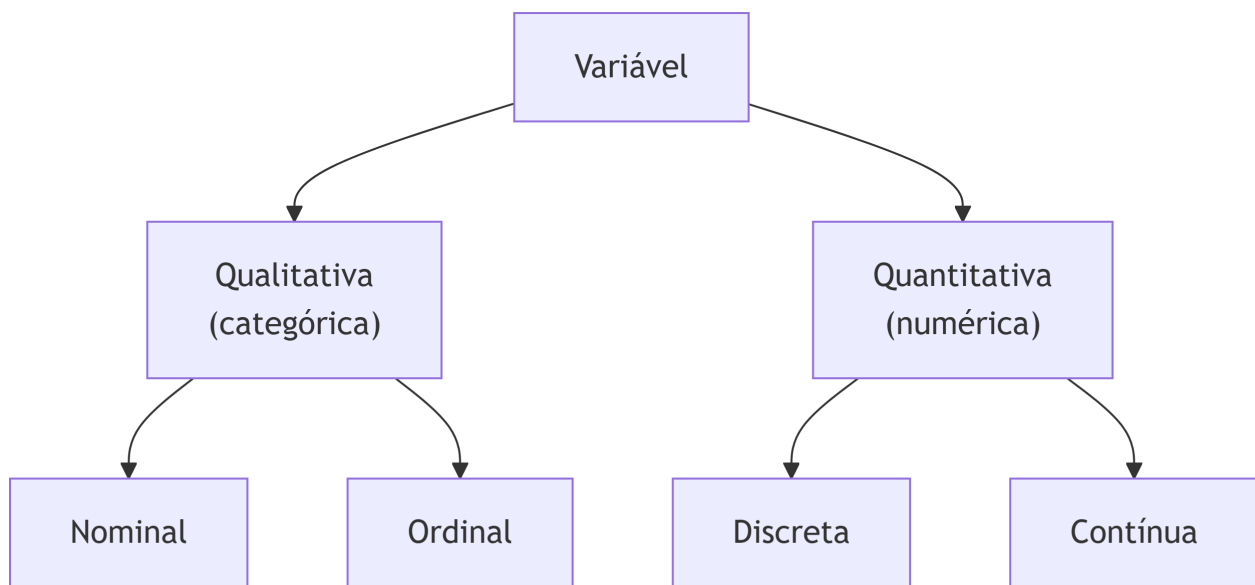 Variável
Qualitativa
(categórica)
Quantitativa
(numérica)
Nominal
Ordinal
Discreta
Contínua